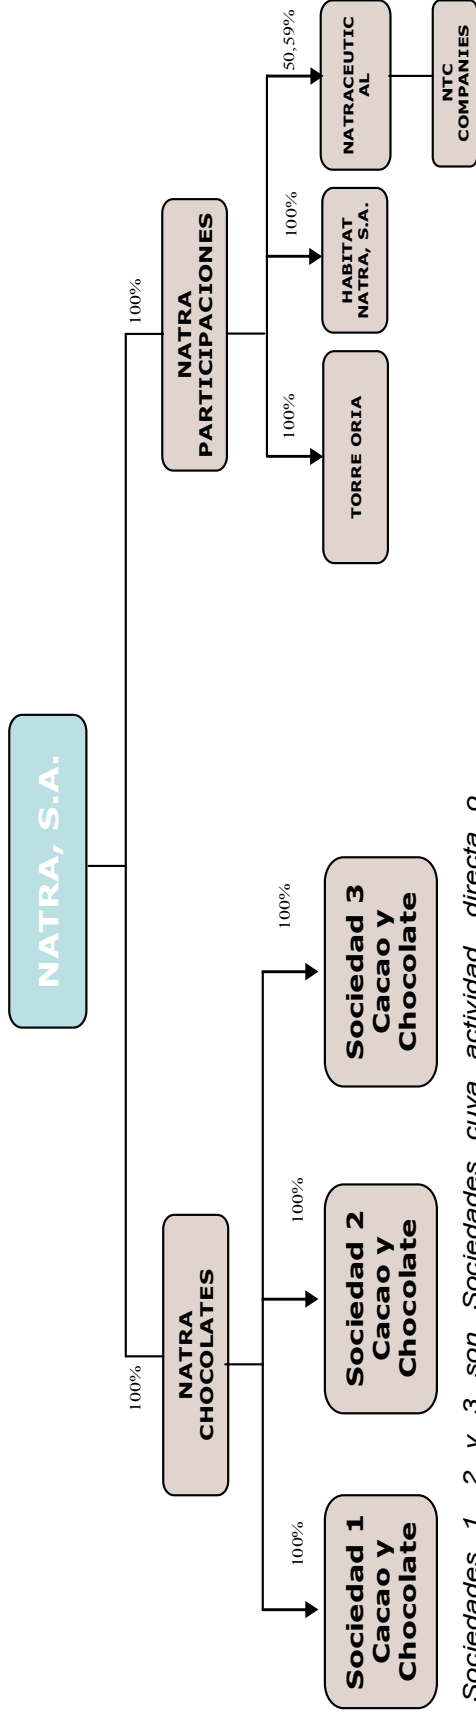 NATRA, S.A.
100%
100%
NATRA
CHOCOLATES
NATRA
PARTICIPACIONES
100%
100%
100%
100%
100%
50,59%
Sociedad 1
Cacao y
Chocolate
Sociedad 2
Cacao y
Chocolate
Sociedad 3
Cacao y
Chocolate
TORRE ORIA
HABITAT
NATRA, S.A.
NATRACEUTIC
AL
NTC
COMPANIES
Sociedades 1, 2 y 3 son Sociedades cuya actividad directa o